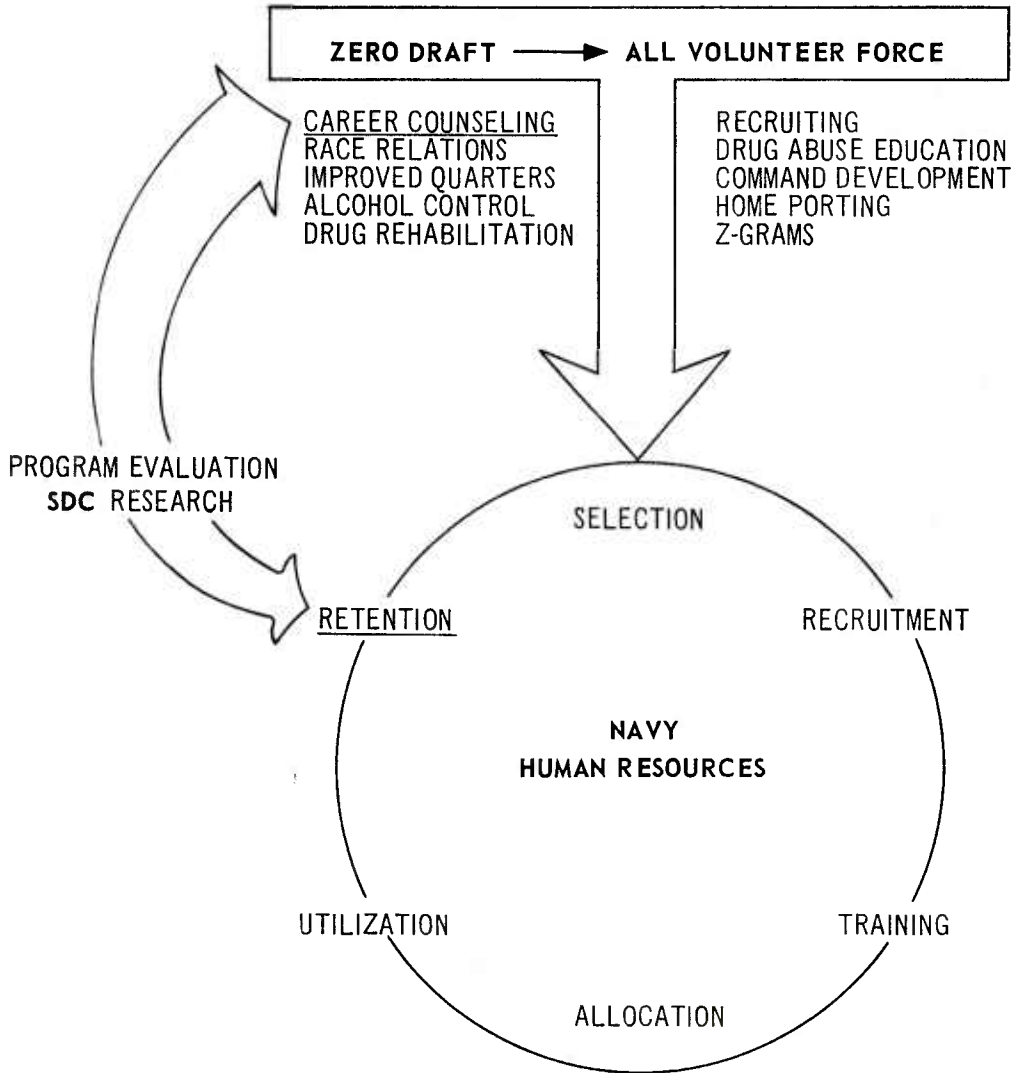 ZERO DRAFT → ALL VOLUNTEER FORCE
CAREER COUNSELING
RACE RELATIONS
IMPROVED QUARTERS
ALCOHOL CONTROL
DRUG REHABILITATION
RECRUITING
DRUG ABUSE EDUCATION
COMMAND DEVELOPMENT
HOME PORTING
Z-GRAMS
PROGRAM EVALUATION
SDC RESEARCH
SELECTION
RETENTION
RECRUITMENT
NAVY
HUMAN RESOURCES
UTILIZATION
TRAINING
ALLOCATION